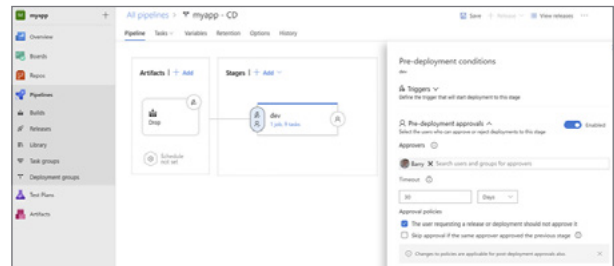 myapp
+
Overview
Boards
Repos
Pipelines
Builds
Releases
Library
Task groups
Deployment groups
Test Plans
Artifacts
All pipelines > myapp - CD
Save + Release View releases ...
Pipeline Tasks Variables Retention Options History
Artifacts | + Add
Drop
Schedule
not set
Stages | + Add
dev
1 job, 9 tasks
Pre-deployment conditions
dev
Triggers
Define the trigger that will start deployment to this stage
Pre-deployment approvals
Enabled
Select the users who can approve or reject deployments to this stage
Approvers
Barry X Search users and groups for approvers
Timeout
30 Days
Approval policies
The user requesting a release or deployment should not approve it
Skip approval if the same approver approved the previous stage
Changes to policies are applicable for post deployment approvals also